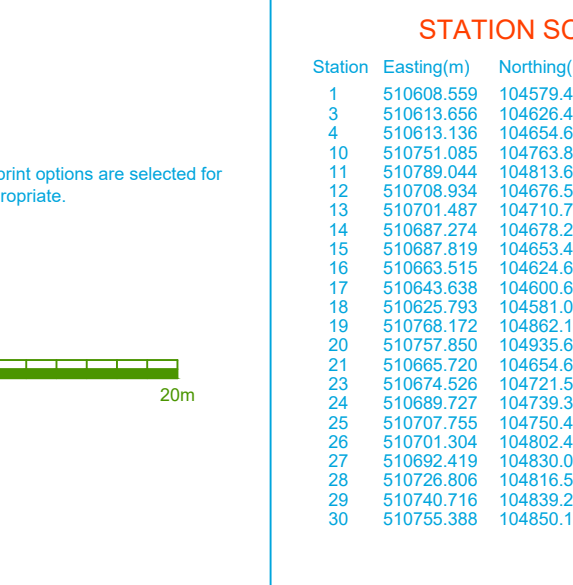 print options are selected for
ropriate.
20m
STATION SC
Station Easting(m) Northing(
1 510608.559 104579.4
3 510613.656 104626.4
4 510613.136 104654.6
10 510751.085 104763.8
11 510789.044 104813.6
12 510708.934 104676.5
13 510701.487 104710.7
14 510687.274 104678.2
15 510687.819 104653.4
16 510663.515 104624.6
17 510643.638 104600.6
18 510625.793 104581.0
19 510768.172 104862.1
20 510757.850 104935.6
21 510665.720 104654.6
23 510674.526 104721.5
24 510689.727 104739.3
25 510707.755 104750.4
26 510701.304 104802.4
27 510692.419 104830.0
28 510726.806 104816.5
29 510740.716 104839.2
30 510755.388 104850.1